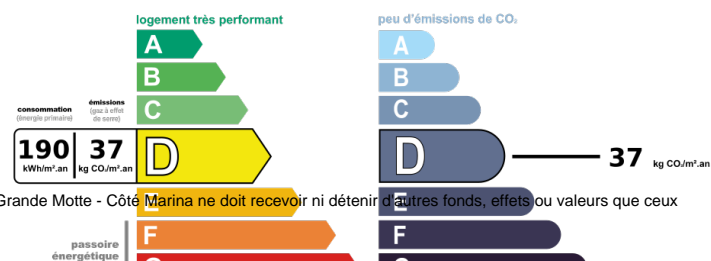 logement très performant
peu d'émissions de CO₂
A
A
B
B
consommation
(énergie primaire)
émissions
(gaz à effet
de serre)
C
C
190
kWh/m².an
37
kg CO₂/m².an
D
D
37 kg CO₂/m².an
Grande Motte - Côté Marina ne doit recevoir ni détenir d'autres fonds, effets ou valeurs que ceux
E
E
F
F
passoire
énergétique
G
G